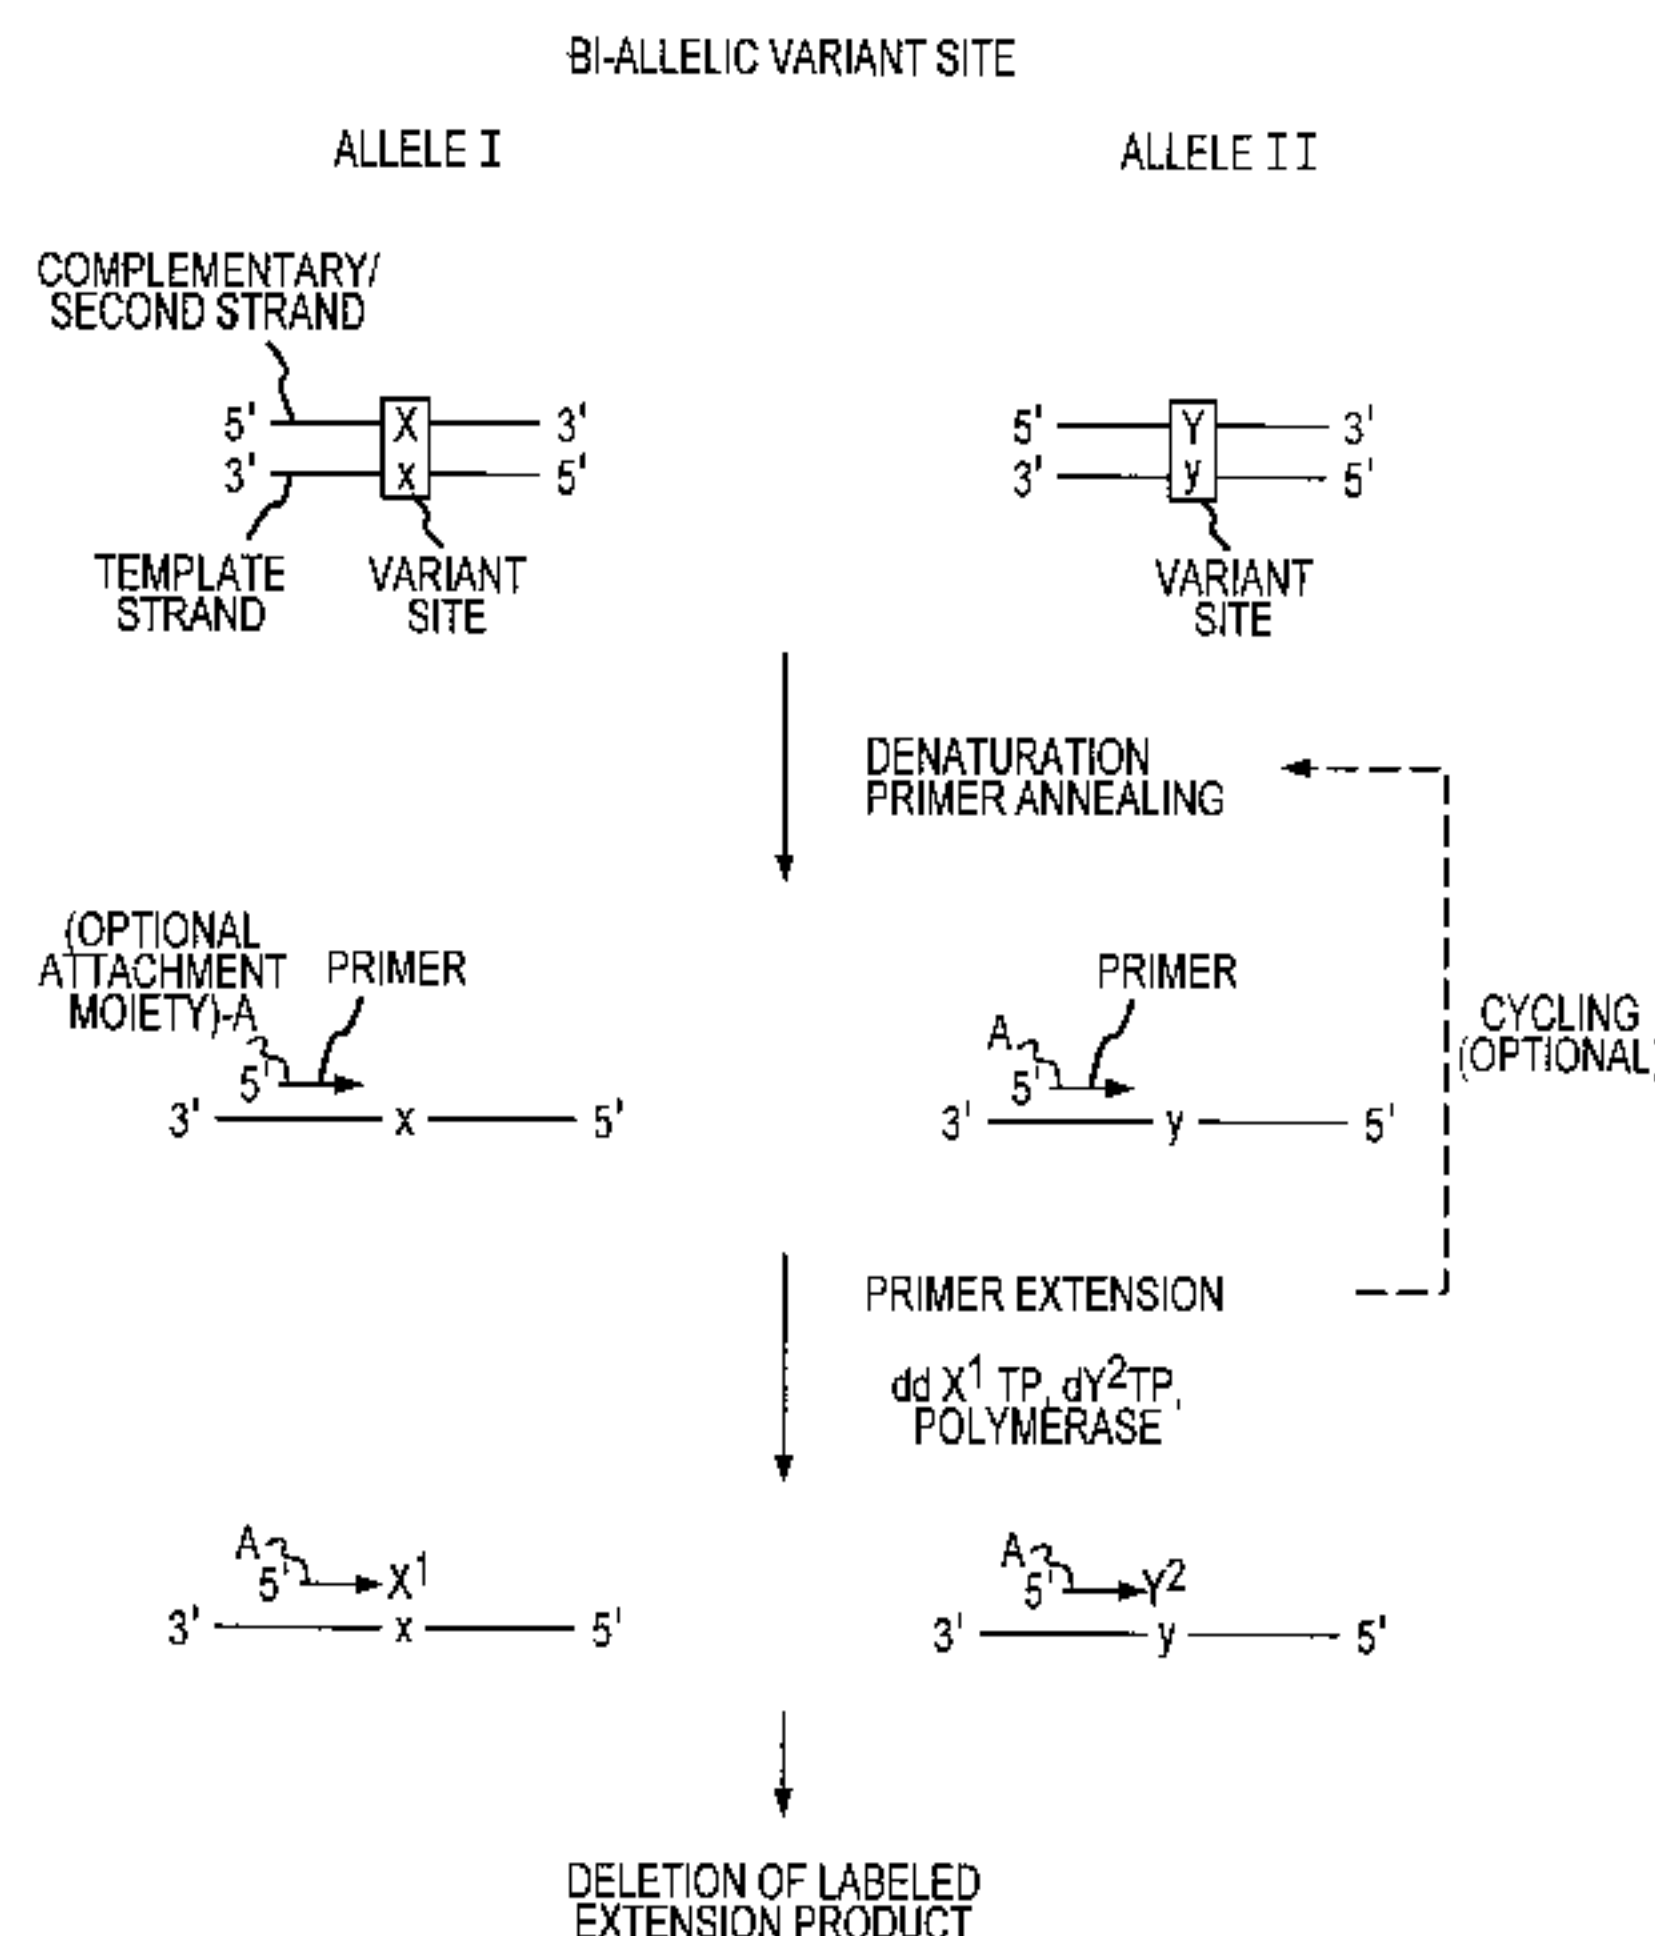 BI-ALLELIC VARIANT SITE
ALLELE I
ALLELE II
COMPLEMENTARY/
SECOND STRAND
5' X 3'
3' x 5'
5' Y 3'
3' y 5'
TEMPLATE
STRAND
VARIANT
SITE
VARIANT
SITE
DENATURATION
PRIMER ANNEALING
(OPTIONAL
ATTACHMENT
MOIETY)-A
PRIMER
5'
3' x 5'
PRIMER
A
5'
3' y 5'
CYCLING
(OPTIONAL)
PRIMER EXTENSION
dd X¹ TP, dY²TP,
POLYMERASE
A
5' X¹
3' x 5'
A
5' Y²
3' y 5'
DELETION OF LABELED
EXTENSION PRODUCT